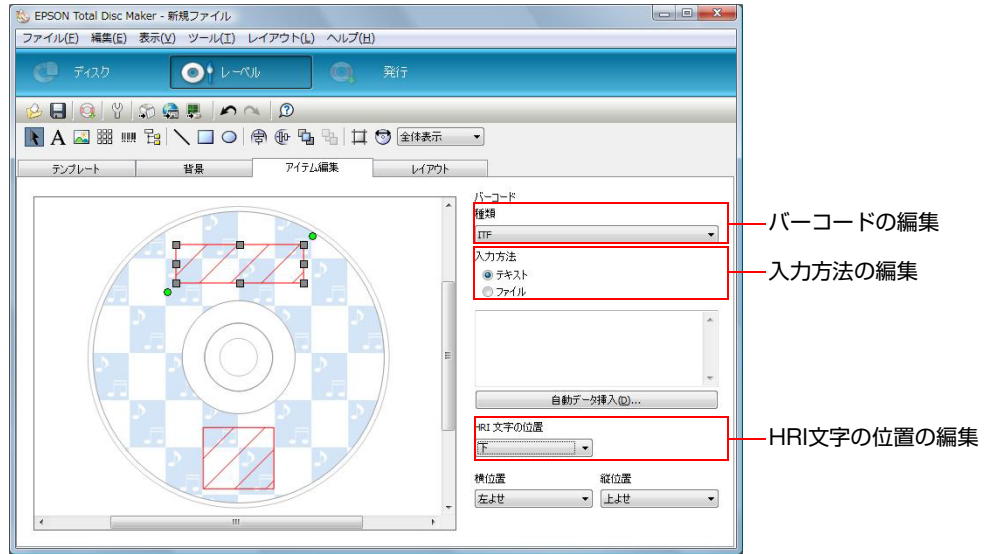 EPSON Total Disc Maker - 新規ファイル
ファイル(F) 編集(E) 表示(V) ツール(T) レイアウト(L) ヘルプ(H)
ディスク レーベル 発行
A 全体表示
テンプレート 背景 アイテム編集 レイアウト
バーコード
種類
ITF
バーコードの編集
入力方法
テキスト
ファイル
入力方法の編集
自動データ挿入(D)...
HRI 文字の位置
下
HRI文字の位置の編集
横位置 縦位置
左よせ 上よせ